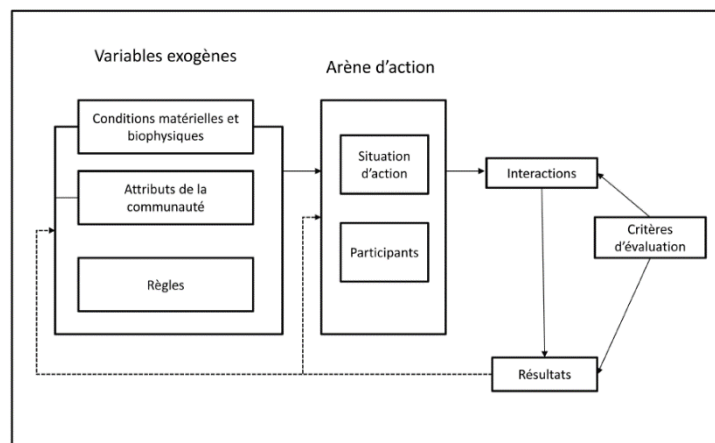 Variables exogènes
Conditions matérielles et
biophysiques
Attributs de la
communauté
Règles
Arène d’action
Situation
d’action
Participants
Interactions
Critères
d’évaluation
Résultats